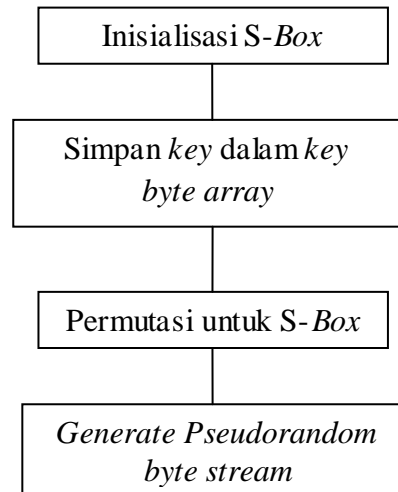 Inisialisasi S-Box
Simpan key dalam key
byte array
Permutasi untuk S-Box
Generate Pseudorandom
byte stream